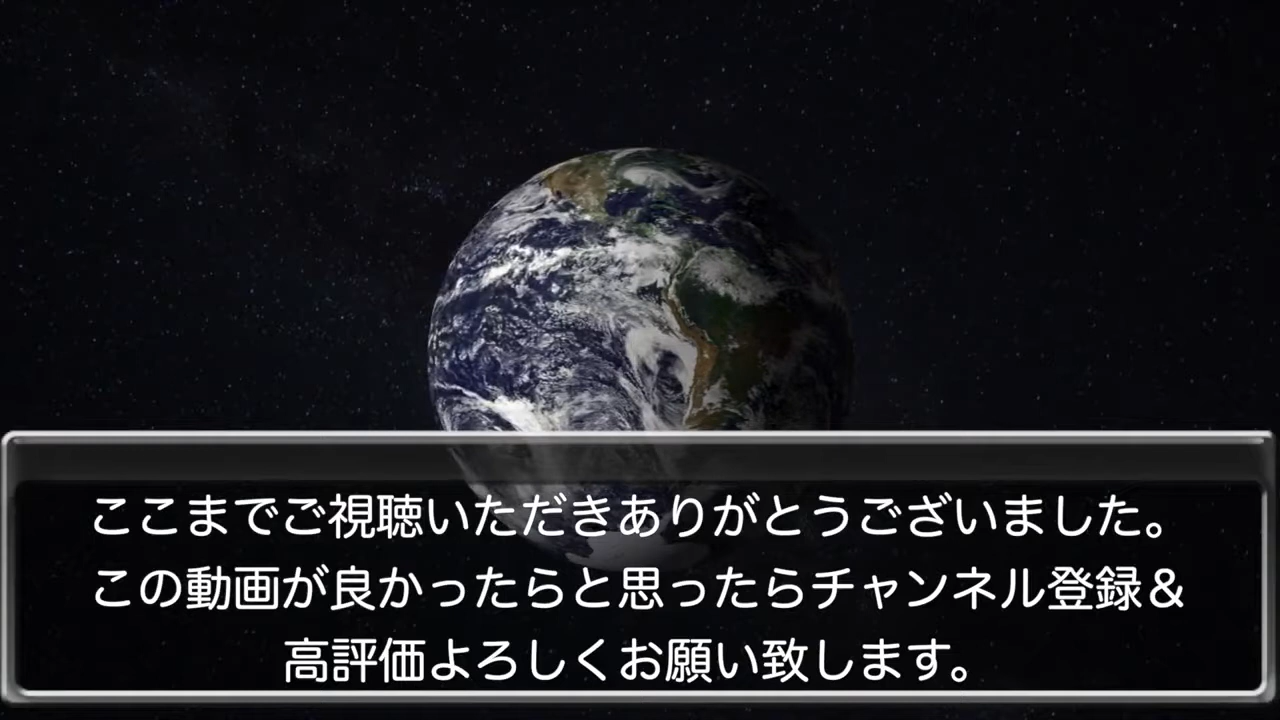 ここまでご視聴いただきありがとうございました。
この動画が良かったらと思ったらチャンネル登録＆
高評価よろしくお願い致します。